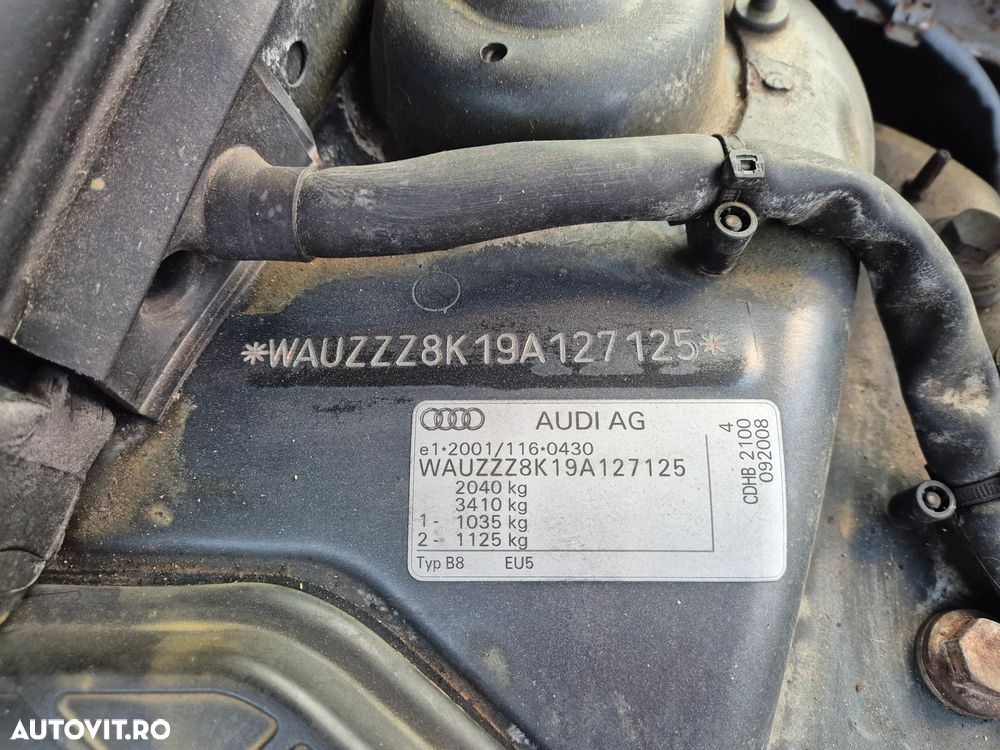 *WAUZZZ8K19A127125*
AUDI AG
e1*2001/116*0430
WAUZZZ8K19A127125
2040 kg
3410 kg
1- 1035 kg
2- 1125 kg
Typ B8 EU5
4
CDHB 2100
092008
AUTOVIT.RO